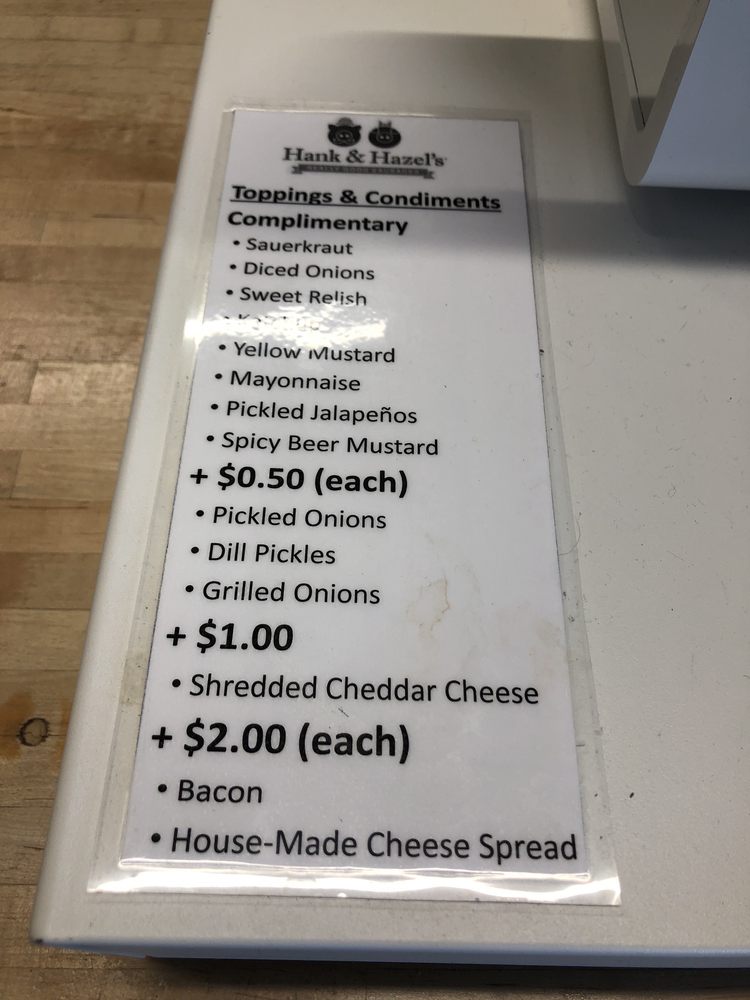 Hank & Hazel's
Toppings & Condiments
Complimentary
• Sauerkraut
• Diced Onions
• Sweet Relish
• Yellow Mustard
• Mayonnaise
• Pickled Jalapeños
• Spicy Beer Mustard
+ $0.50 (each)
• Pickled Onions
• Dill Pickles
• Grilled Onions
+ $1.00
• Shredded Cheddar Cheese
+ $2.00 (each)
• Bacon
• House-Made Cheese Spread